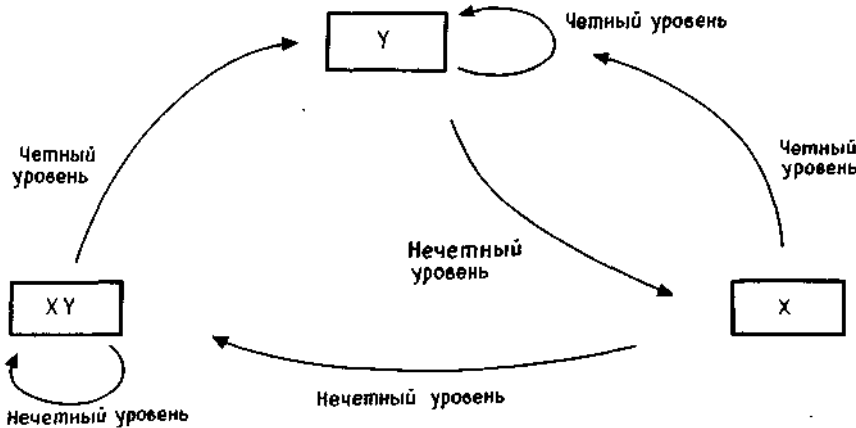 Y
Четный уровень
Четный
уровень
Четный
уровень
Нечетный
уровень
XY
X
Нечетный уровень
Нечетный уровень